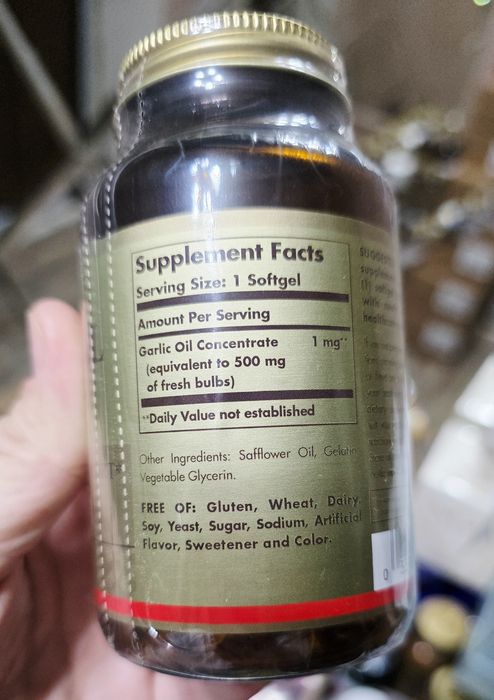 Supplement Facts
Serving Size: 1 Softgel
Amount Per Serving
Garlic Oil Concentrate 1 mg**
(equivalent to 500 mg
of fresh bulbs)
**Daily Value not established
Other Ingredients: Safflower Oil, Gelatin,
Vegetable Glycerin.
FREE OF: Gluten, Wheat, Dairy,
Soy, Yeast, Sugar, Sodium, Artificial
Flavor, Sweetener and Color.
(1)
0